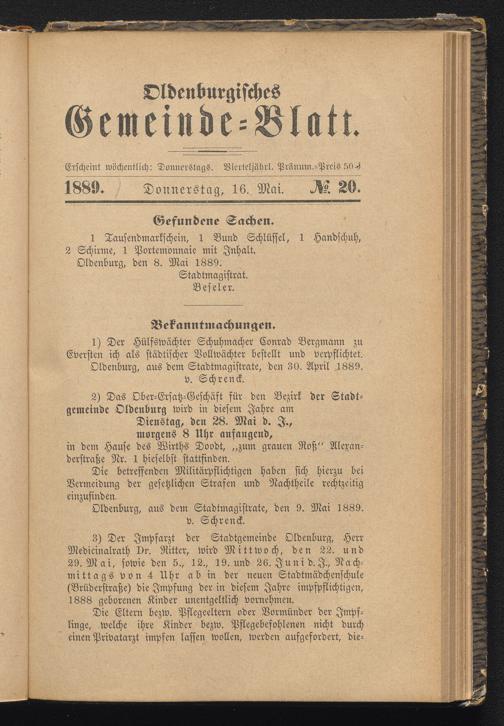 Oldenburgisches
Gemeinde-Blatt.
Erscheint wöchentlich: Donnerstags. Vierteljährl. Pränum.-Preis 50 ₰
1889. Donnerstag, 16. Mai. № 20.
Gefundene Sachen.
1 Tausendmarkschein, 1 Bund Schlüssel, 1 Handschuh,
2 Schirme, 1 Portemonnaie mit Inhalt.
Oldenburg, den 8. Mai 1889.
Stadtmagistrat.
Beseler.
Bekanntmachungen.
1) Der Hülfswächter Schuhmacher Conrad Bergmann zu
Eversten ich als städtischer Vollwächter bestellt und verpflichtet.
Oldenburg, aus dem Stadtmagistrate, den 30. April 1889.
v. Schrenck.
2) Das Ober-Ersatz-Geschäft für den Bezirk der Stadt-
gemeinde Oldenburg wird in diesem Jahre am
Dienstag, den 28. Mai d. J.,
morgens 8 Uhr anfangend,
in dem Hause des Wirths Doodt, „zum grauen Roß“ Alexan-
derstraße Nr. 1 hieselbst stattfinden.
Die betreffenden Militärpflichtigen haben sich hierzu bei
Vermeidung der gesetzlichen Strafen und Nachtheile rechtzeitig
einzufinden.
Oldenburg, aus dem Stadtmagistrate, den 9. Mai 1889.
v. Schrenck.
3) Der Impfarzt der Stadtgemeinde Oldenburg, Herr
Medicinalrath Dr. Ritter, wird Mittwoch, den 22. und
29. Mai, sowie den 5., 12., 19. und 26. Juni d. J., Nach-
mittags von 4 Uhr ab in der neuen Stadtmädchenschule
(Brüderstraße) die Impfung der in diesem Jahre impfpflichtigen,
1888 geborenen Kinder unentgeltlich vornehmen.
Die Eltern bezw. Pflegeeltern oder Vormünder der Impf-
linge, welche ihre Kinder bezw. Pflegebefohlenen nicht durch
einen Privatarzt impfen lassen wollen, werden aufgefordert, die-